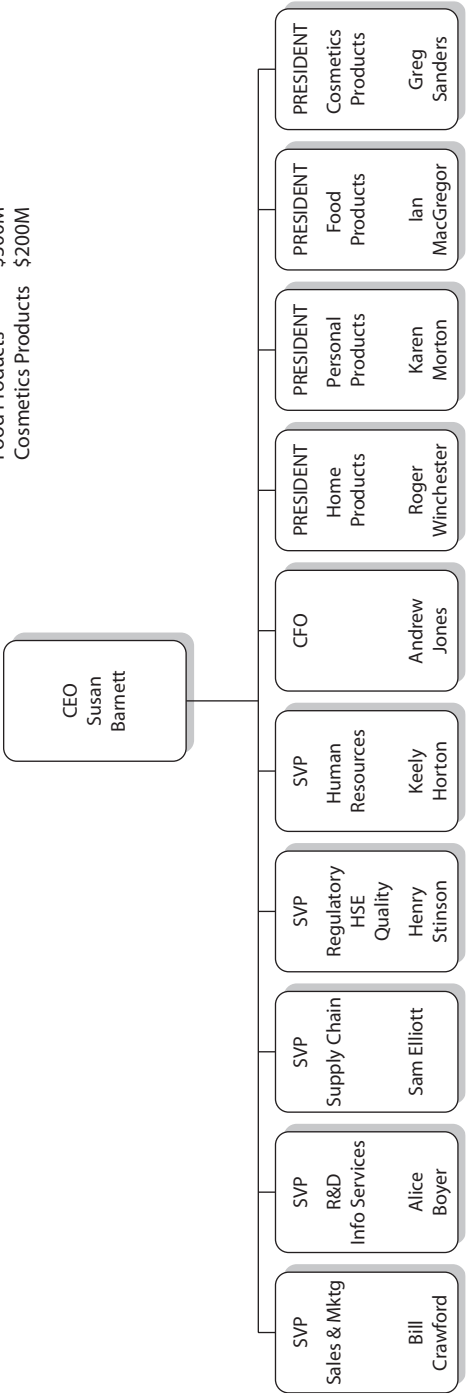 Food Products
Cosmetics Products $200M
CEO
Susan
Barnett
SVP
Sales & Mktg
Bill
Crawford
SVP
R&D
Info Services
Alice
Boyer
SVP
Supply Chain
Sam Elliott
SVP
Regulatory
HSE
Quality
Henry
Stinson
SVP
Human
Resources
Keely
Horton
CFO
Andrew
Jones
PRESIDENT
Home
Products
Roger
Winchester
PRESIDENT
Personal
Products
Karen
Morton
PRESIDENT
Food
Products
Ian
MacGregor
PRESIDENT
Cosmetics
Products
Greg
Sanders